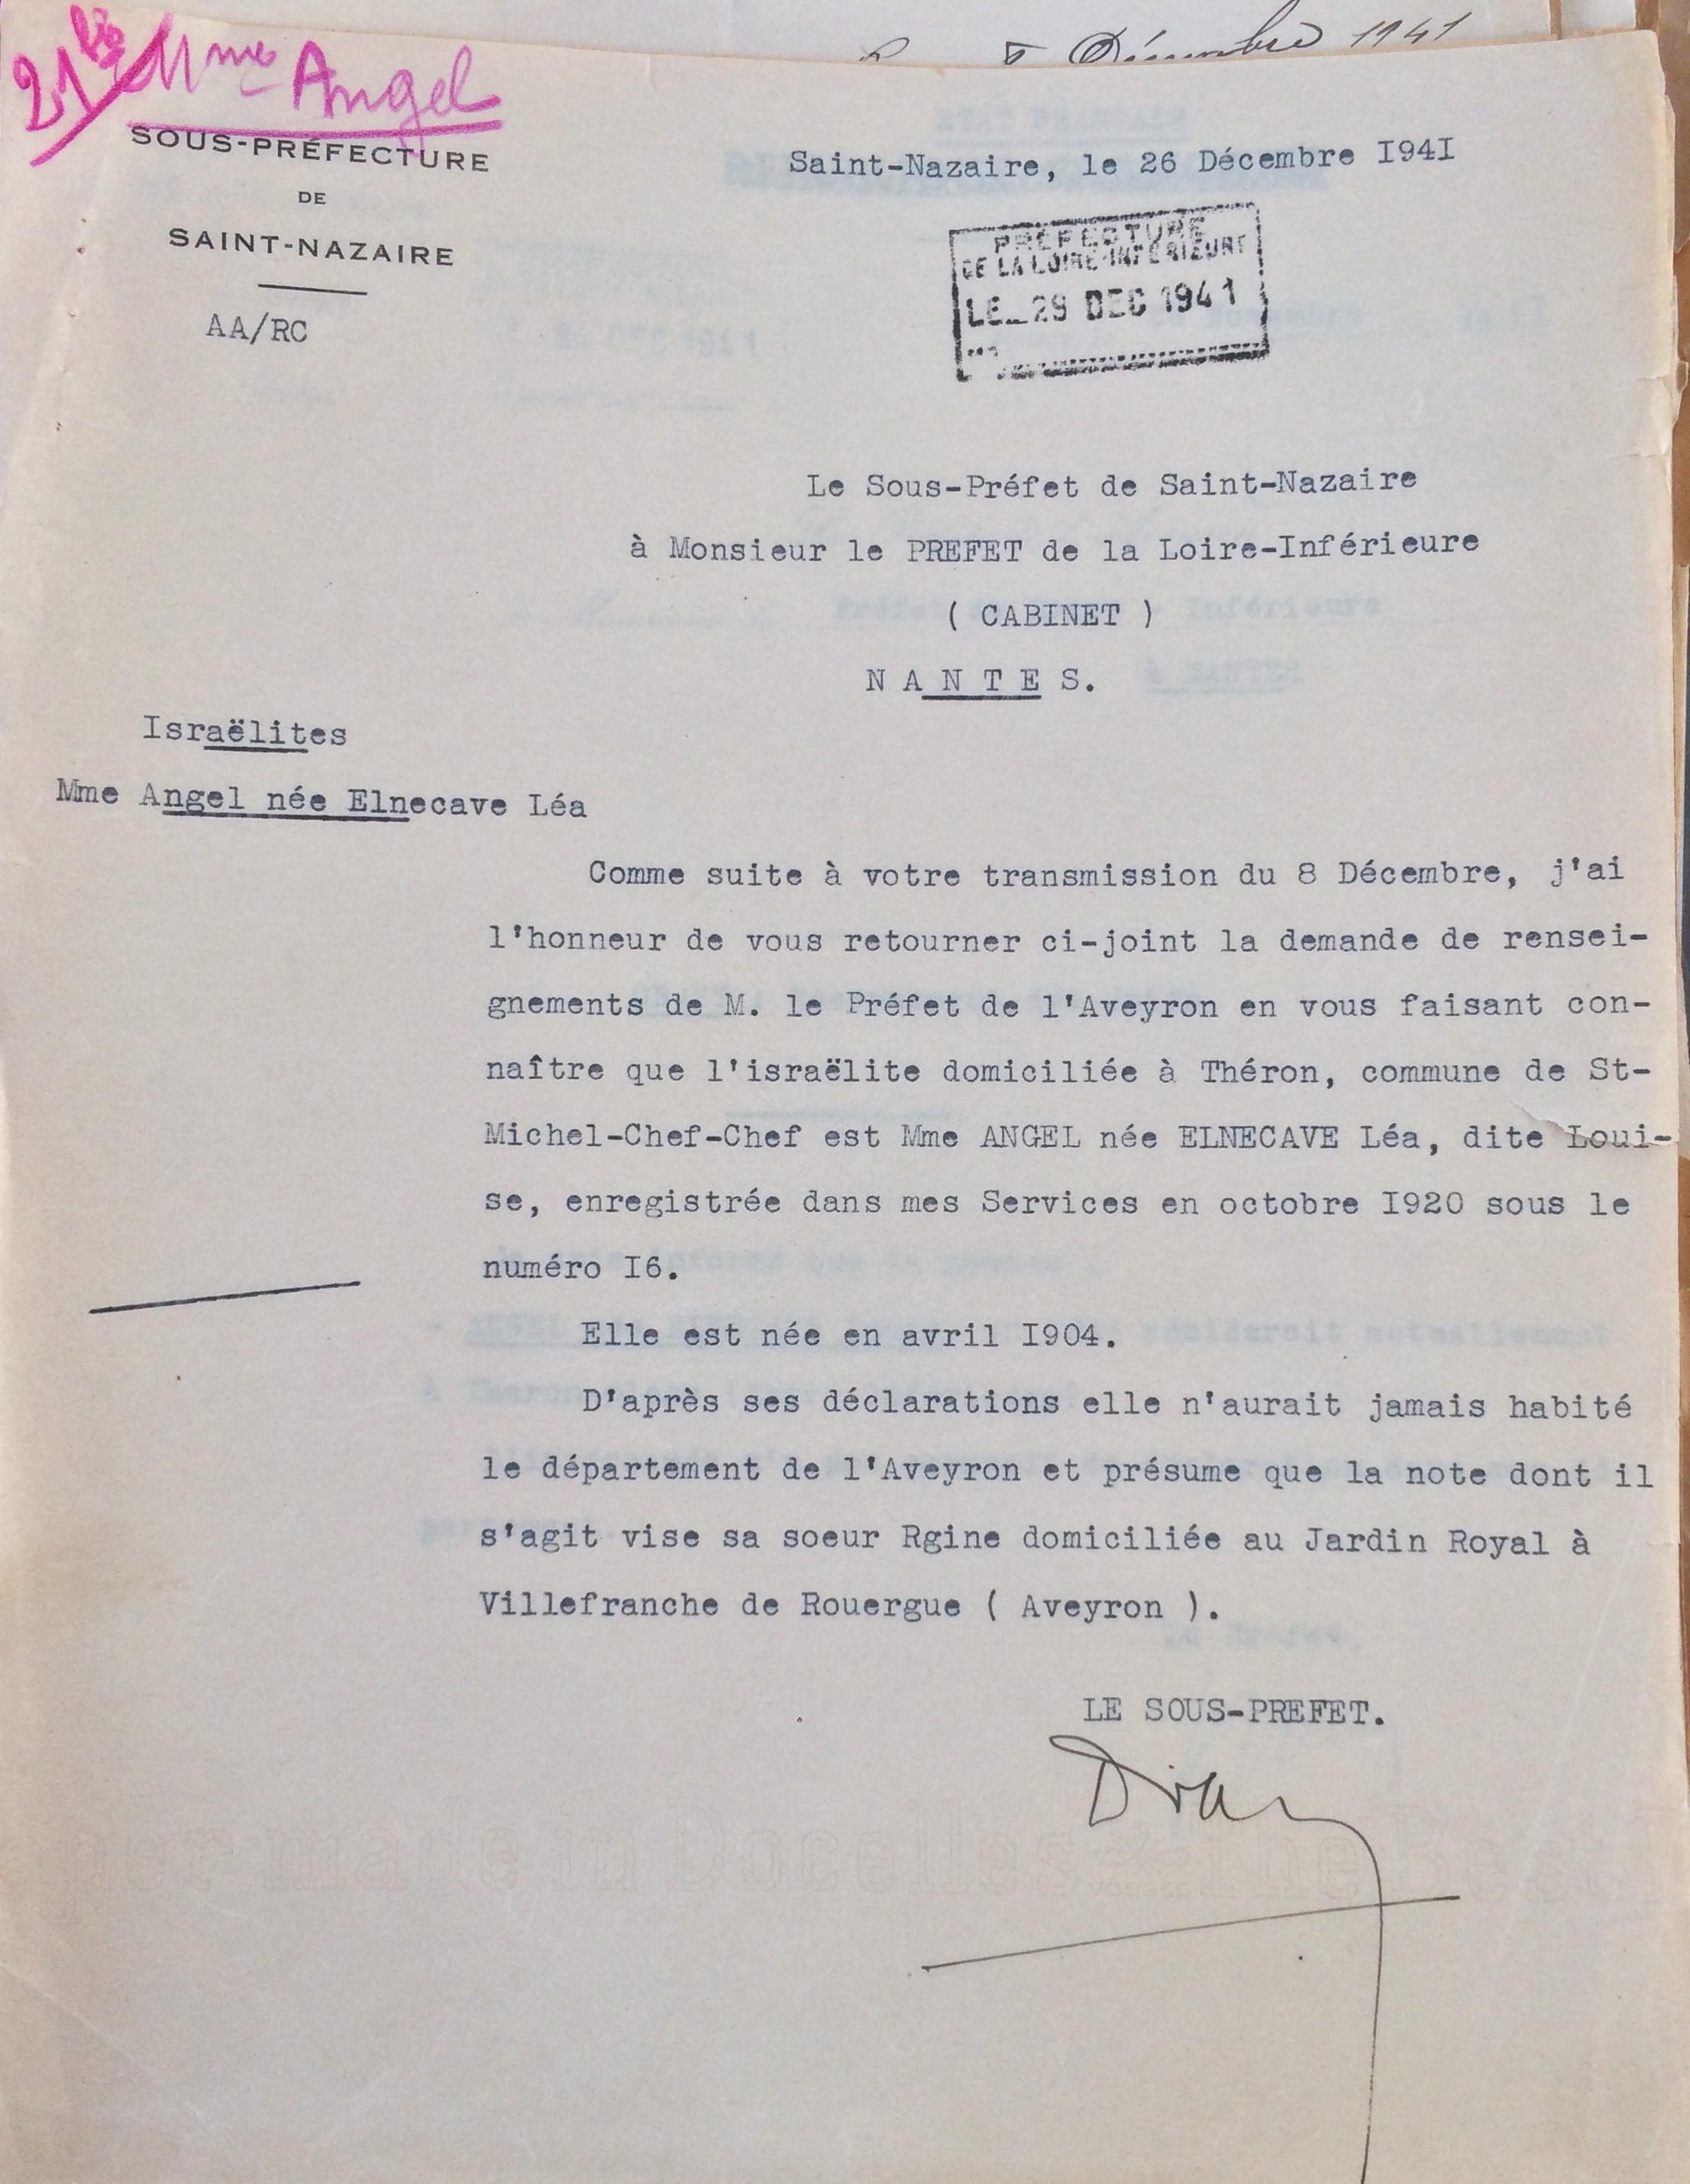 Décembre 1941
21 bis Mme Angel
SOUS-PRÉFECTURE
DE
SAINT-NAZAIRE
AA/RC
Saint-Nazaire, le 26 Décembre I94I
PRÉFECTURE
DE LA LOIRE-INFÉRIEURE
LE 29 DEC 1941
Le Sous-Préfet de Saint-Nazaire
à Monsieur le PREFET de la Loire-Inférieure
( CABINET )
N A N T E S.
Israëlites
Mme Angel née Elnecave Léa
Comme suite à votre transmission du 8 Décembre, j'ai
l'honneur de vous retourner ci-joint la demande de rensei-
gnements de M. le Préfet de l'Aveyron en vous faisant con-
naître que l'israëlite domiciliée à Théron, commune de St-
Michel-Chef-Chef est Mme ANGEL née ELNECAVE Léa, dite Loui-
se, enregistrée dans mes Services en octobre I920 sous le
numéro I6.
Elle est née en avril I904.
D'après ses déclarations elle n'aurait jamais habité
le département de l'Aveyron et présume que la note dont il
s'agit vise sa soeur Rgine domiciliée au Jardin Royal à
Villefranche de Rouergue ( Aveyron ).
LE SOUS-PREFET.
made in Docelles